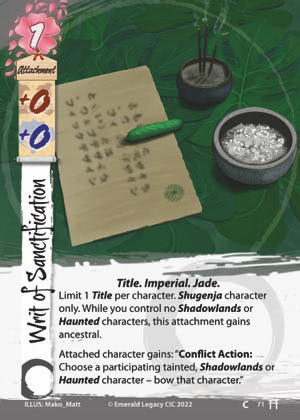 1
Attachment
+0
+0
Writ of Sanctification
Title. Imperial. Jade.
Limit 1 Title per character. Shugenja character
only. While you control no Shadowlands or
Haunted characters, this attachment gains
ancestral.
Attached character gains: “Conflict Action:
Choose a participating tainted, Shadowlands or
Haunted character – bow that character.”
ILLUS: Mako_Matt
© Emerald Legacy CIC 2022
C 71